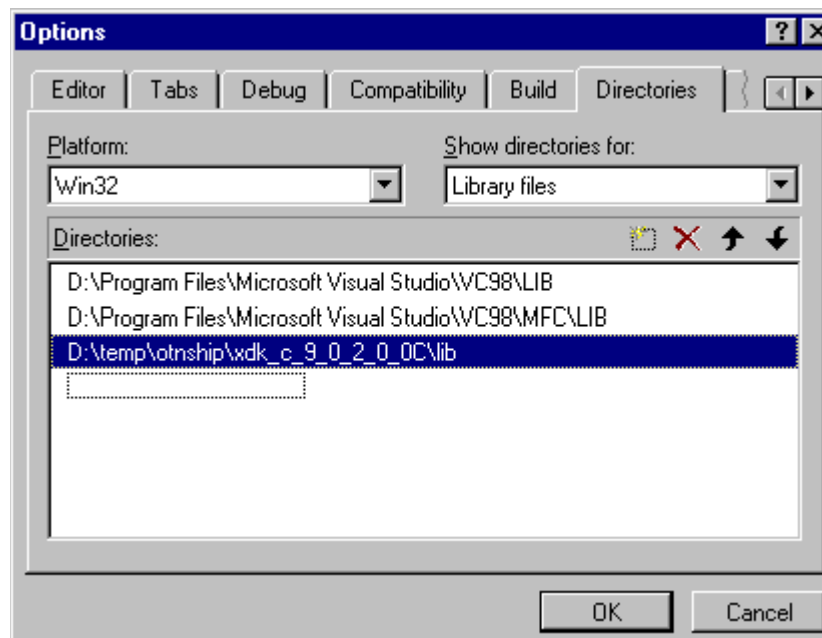 Options
Editor Tabs Debug Compatibility Build Directories
Platform: Show directories for:
Win32 Library files
Directories:
D:\Program Files\Microsoft Visual Studio\VC98\LIB
D:\Program Files\Microsoft Visual Studio\VC98\MFC\LIB
D:\temp\otnship\xdk_c_9_0_2_0_0C\lib
OK Cancel